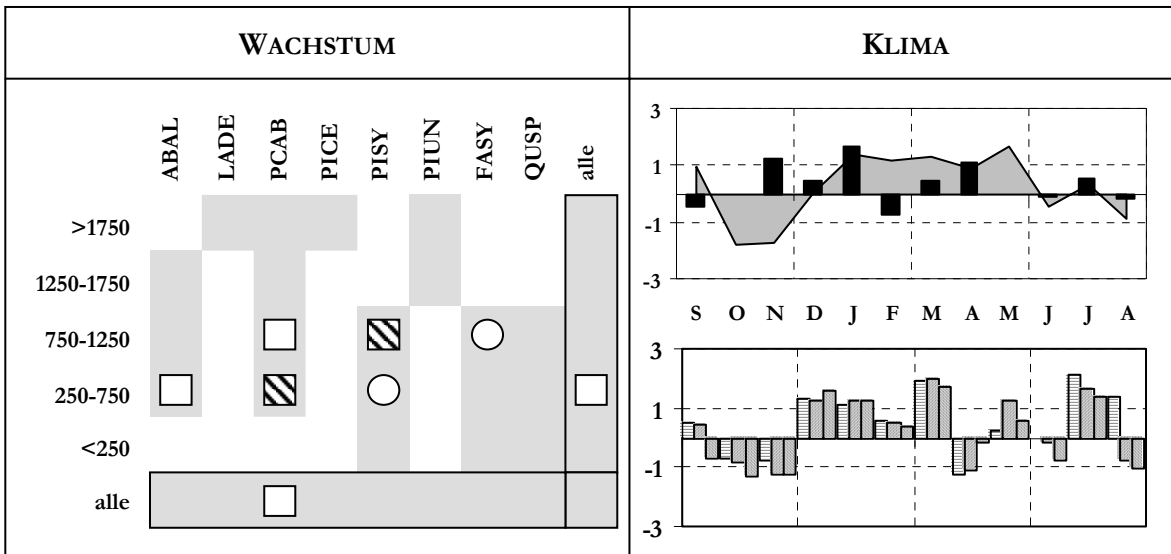 WACHSTUM
KLIMA
ABAL LADE PCAB PICE PISY PIUN FASY QUSP alle
>1750
1250-1750
750-1250
250-750
<250
alle
3
1
-1
-3
S O N D J F M A M J J A
3
1
-1
-3